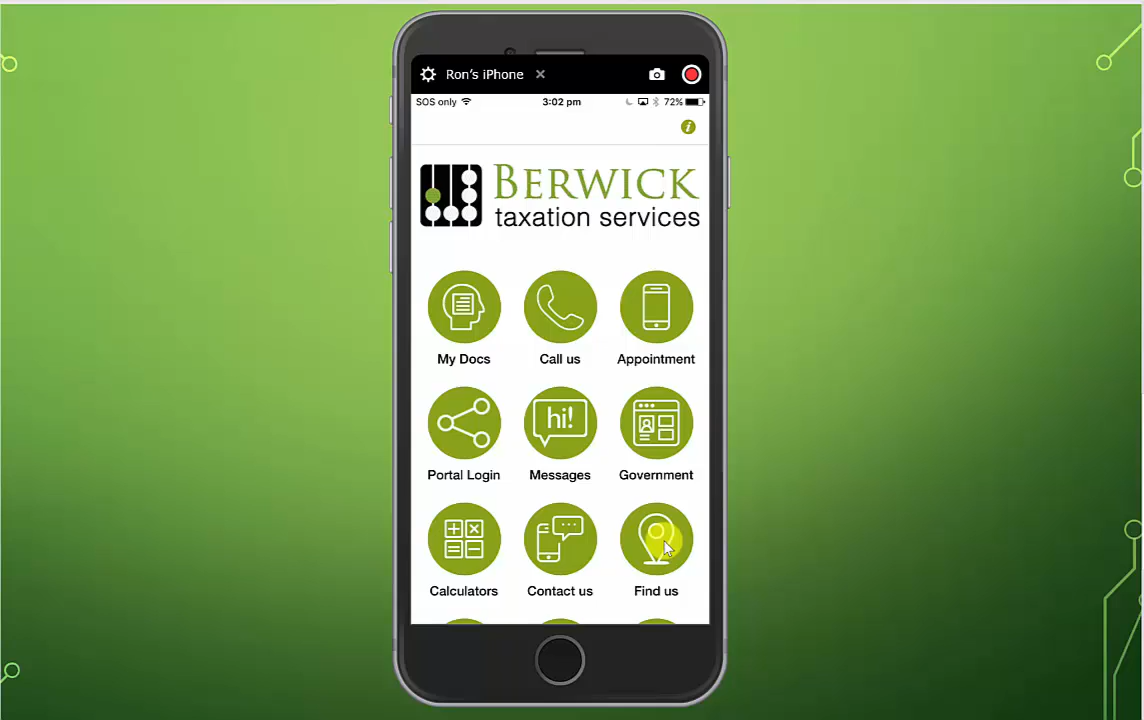 Ron's iPhone
SOS only 3:02 pm 72%
i
BERWICK
taxation services
My Docs Call us Appointment
hi!
Portal Login Messages Government
Calculators Contact us Find us